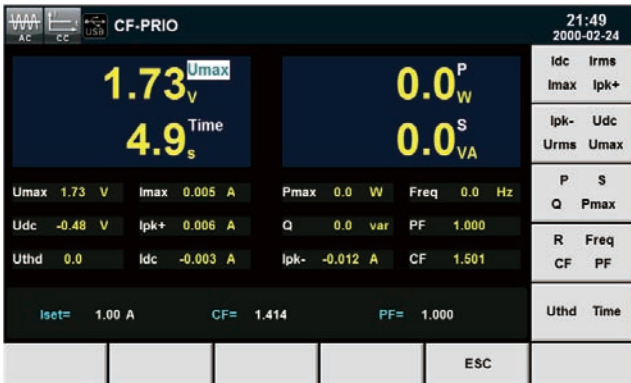 AC CC USB CF-PRIO 21:49
2000-02-24
1.73 V Umax 0.0 W P
4.9 s Time 0.0 VA S
Umax 1.73 V Imax 0.005 A Pmax 0.0 W Freq 0.0 Hz
Udc -0.48 V Ipk+ 0.006 A Q 0.0 var PF 1.000
Uthd 0.0 Idc -0.003 A Ipk- -0.012 A CF 1.501
Iset= 1.00 A CF= 1.414 PF= 1.000
Idc Irms
Imax Ipk+
Ipk- Udc
Urms Umax
P S
Q Pmax
R Freq
CF PF
Uthd Time
ESC